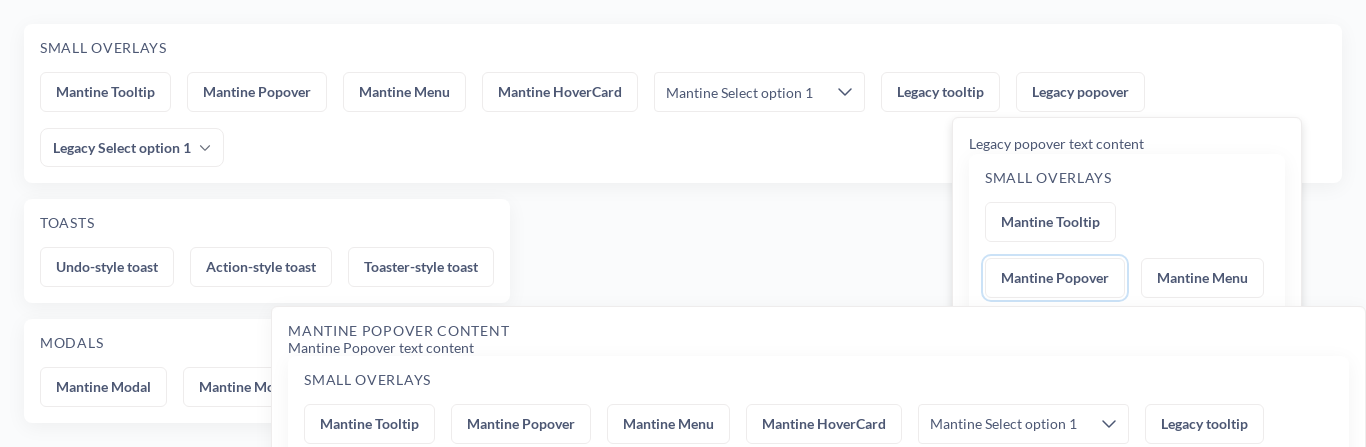 SMALL OVERLAYS
Mantine Tooltip Mantine Popover Mantine Menu Mantine HoverCard Mantine Select option 1 Legacy tooltip Legacy popover
Legacy Select option 1
Legacy popover text content
SMALL OVERLAYS
Mantine Tooltip
Mantine Popover Mantine Menu
TOASTS
Undo-style toast Action-style toast Toaster-style toast
MODALS
Mantine Modal Mantine
MANTINE POPOVER CONTENT
Mantine Popover text content
SMALL OVERLAYS
Mantine Tooltip Mantine Popover Mantine Menu Mantine HoverCard Mantine Select option 1 Legacy tooltip